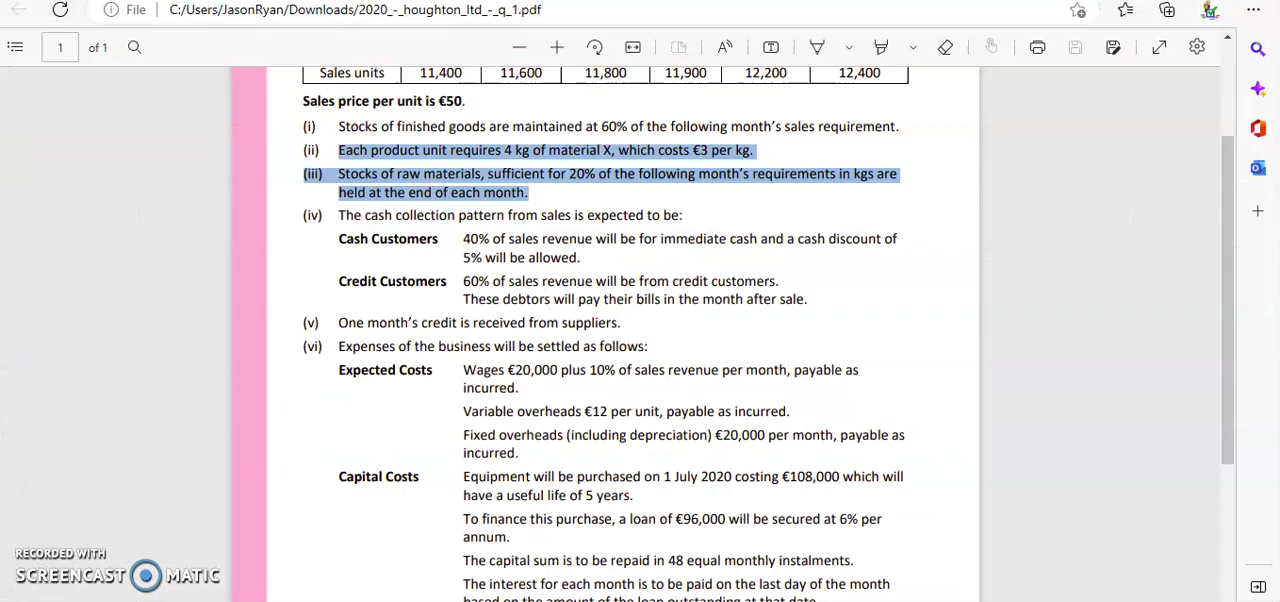 File
C:/Users/JasonRyan/Downloads/2020_-_houghton_ltd_-_q_1.pdf
1 of 1
Sales units 11,400 11,600 11,800 11,900 12,200 12,400
Sales price per unit is €50.
(i) Stocks of finished goods are maintained at 60% of the following month’s sales requirement.
(ii) Each product unit requires 4 kg of material X, which costs €3 per kg.
(iii) Stocks of raw materials, sufficient for 20% of the following month’s requirements in kgs are
held at the end of each month.
(iv) The cash collection pattern from sales is expected to be:
Cash Customers 40% of sales revenue will be for immediate cash and a cash discount of
5% will be allowed.
Credit Customers 60% of sales revenue will be from credit customers.
These debtors will pay their bills in the month after sale.
(v) One month’s credit is received from suppliers.
(vi) Expenses of the business will be settled as follows:
Expected Costs Wages €20,000 plus 10% of sales revenue per month, payable as
incurred.
Variable overheads €12 per unit, payable as incurred.
Fixed overheads (including depreciation) €20,000 per month, payable as
incurred.
Capital Costs Equipment will be purchased on 1 July 2020 costing €108,000 which will
have a useful life of 5 years.
To finance this purchase, a loan of €96,000 will be secured at 6% per
annum.
The capital sum is to be repaid in 48 equal monthly instalments.
The interest for each month is to be paid on the last day of the month
based on the amount of the loan outstanding at that date.
RECORDED WITH
SCREENCAST MATIC